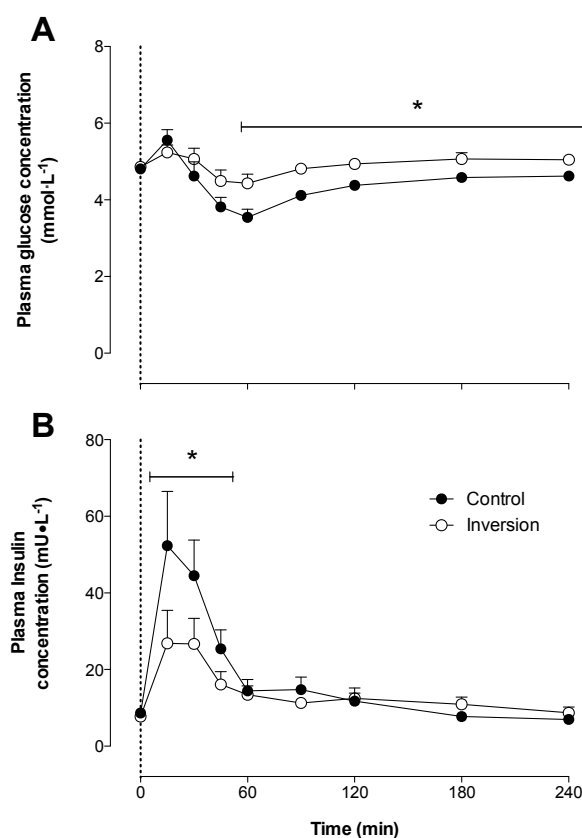 A
8
*
6
4
2
0
Plasma glucose concentration
(mmol·L-1)
B
80
*
60
40
20
0
Plasma Insulin
concentration (mU•L-1)
Control
Inversion
0 60 120 180 240
Time (min)